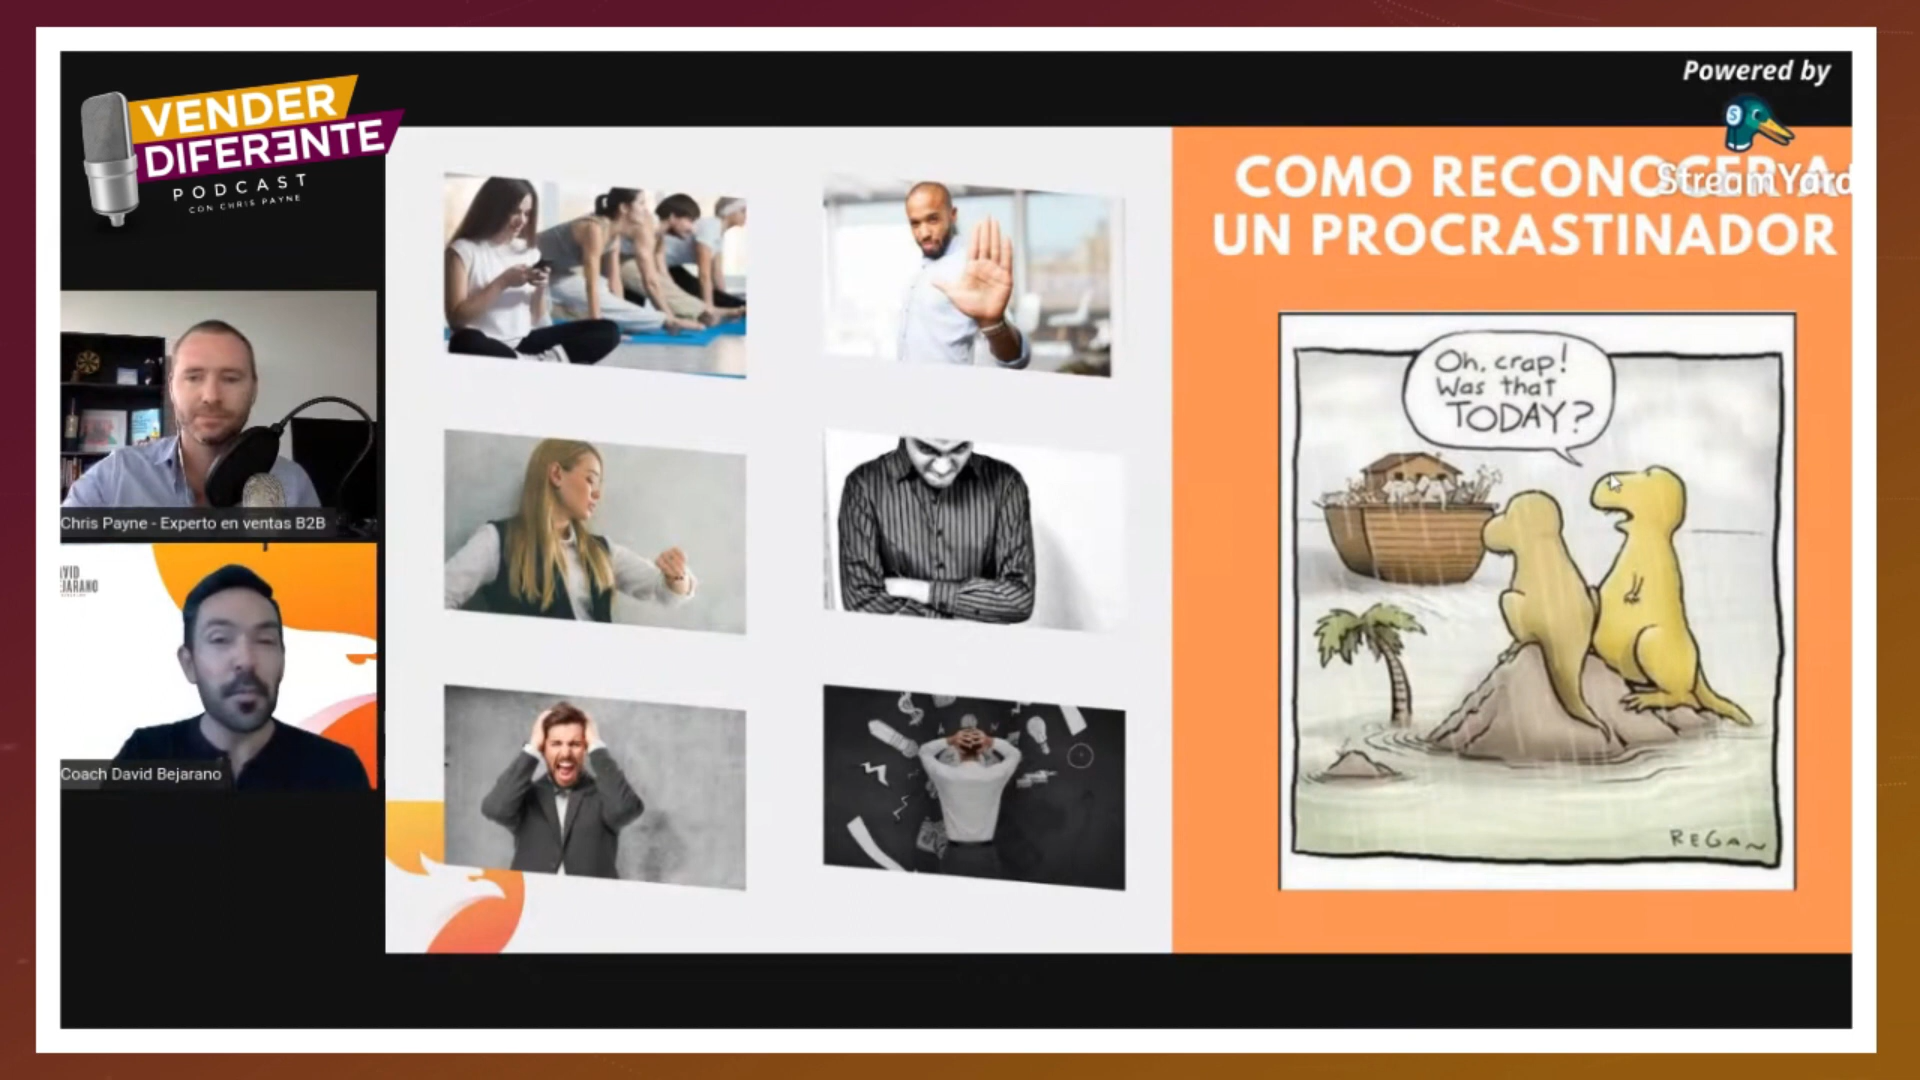 VENDER
DIFERƎNTE
PODCAST
CON CHRIS PAYNE
Powered by
StreamYard
COMO RECONOCER A
UN PROCRASTINADOR
Oh, crap!
Was that
TODAY?
REGAN
Chris Payne - Experto en ventas B2B
Coach David Bejarano